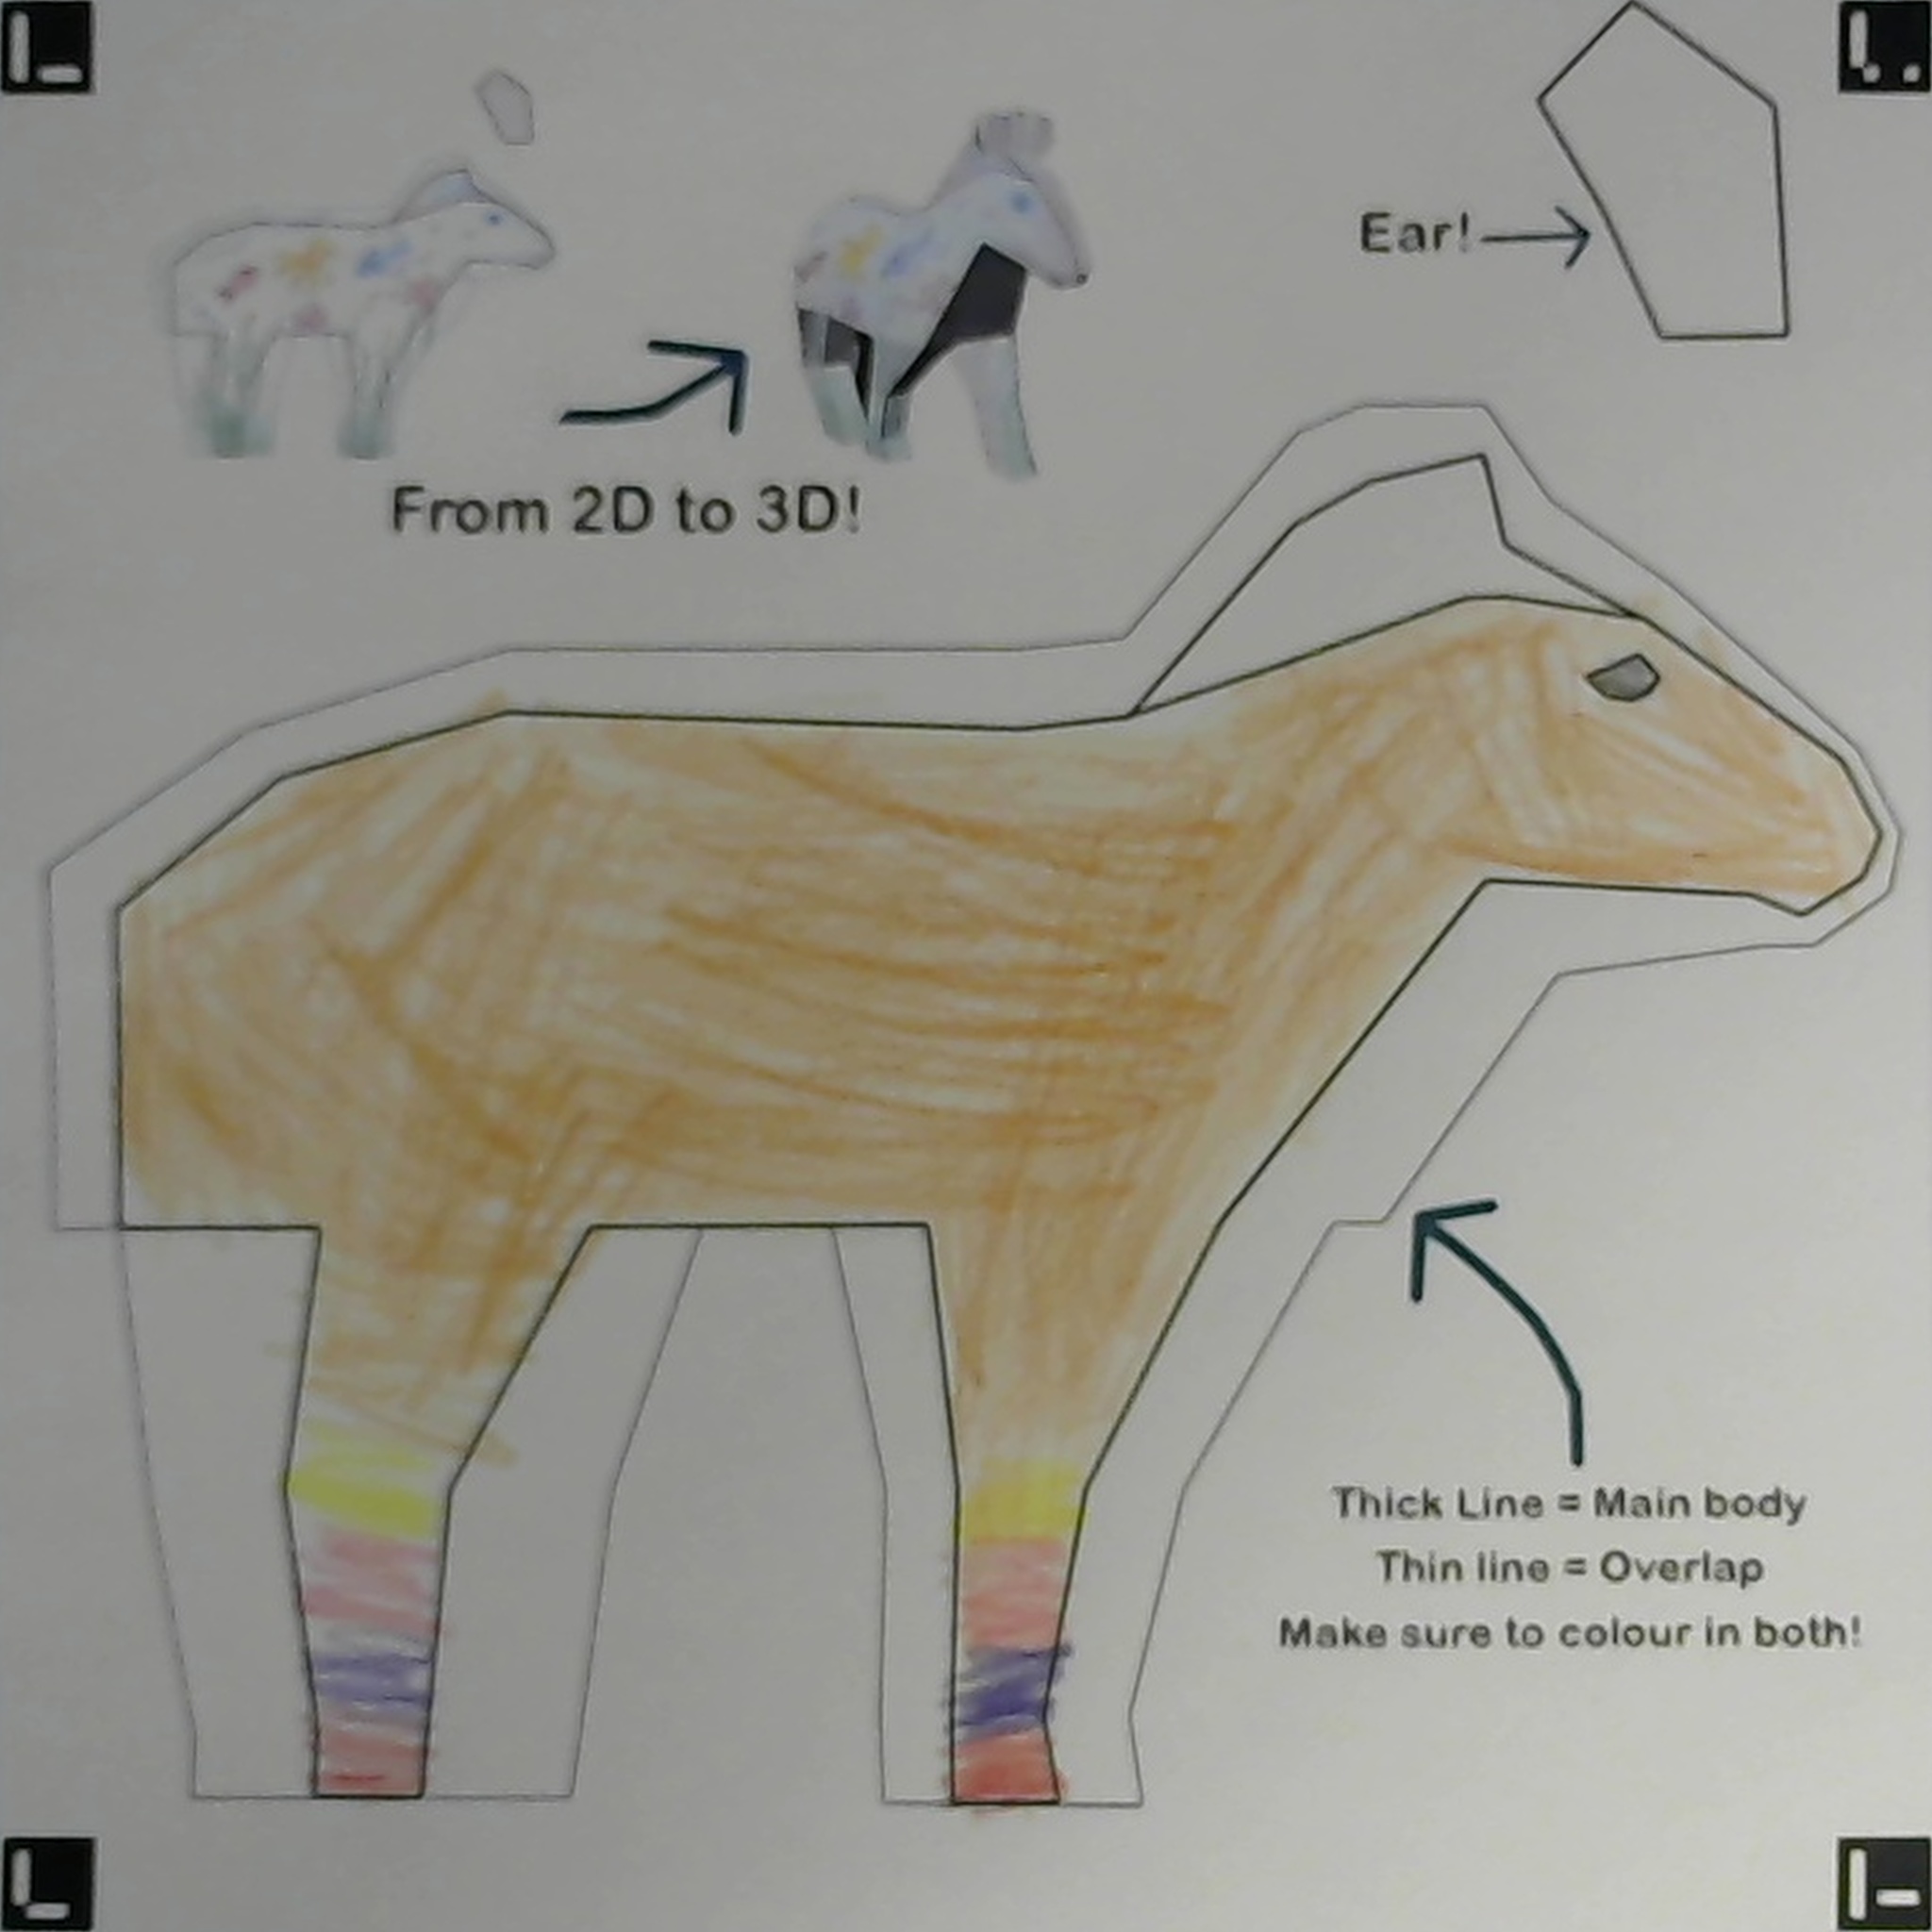 Ear!
From 2D to 3D!
Thick Line = Main body
Thin line = Overlap
Make sure to colour in both!